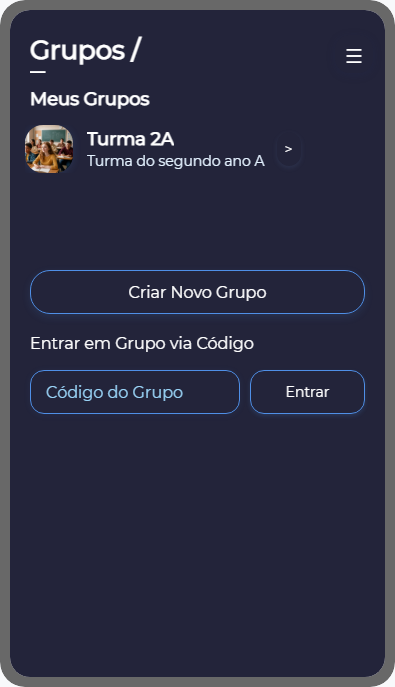 Grupos /
Meus Grupos
Turma 2A
Turma do segundo ano A
>
Criar Novo Grupo
Entrar em Grupo via Código
Código do Grupo
Entrar